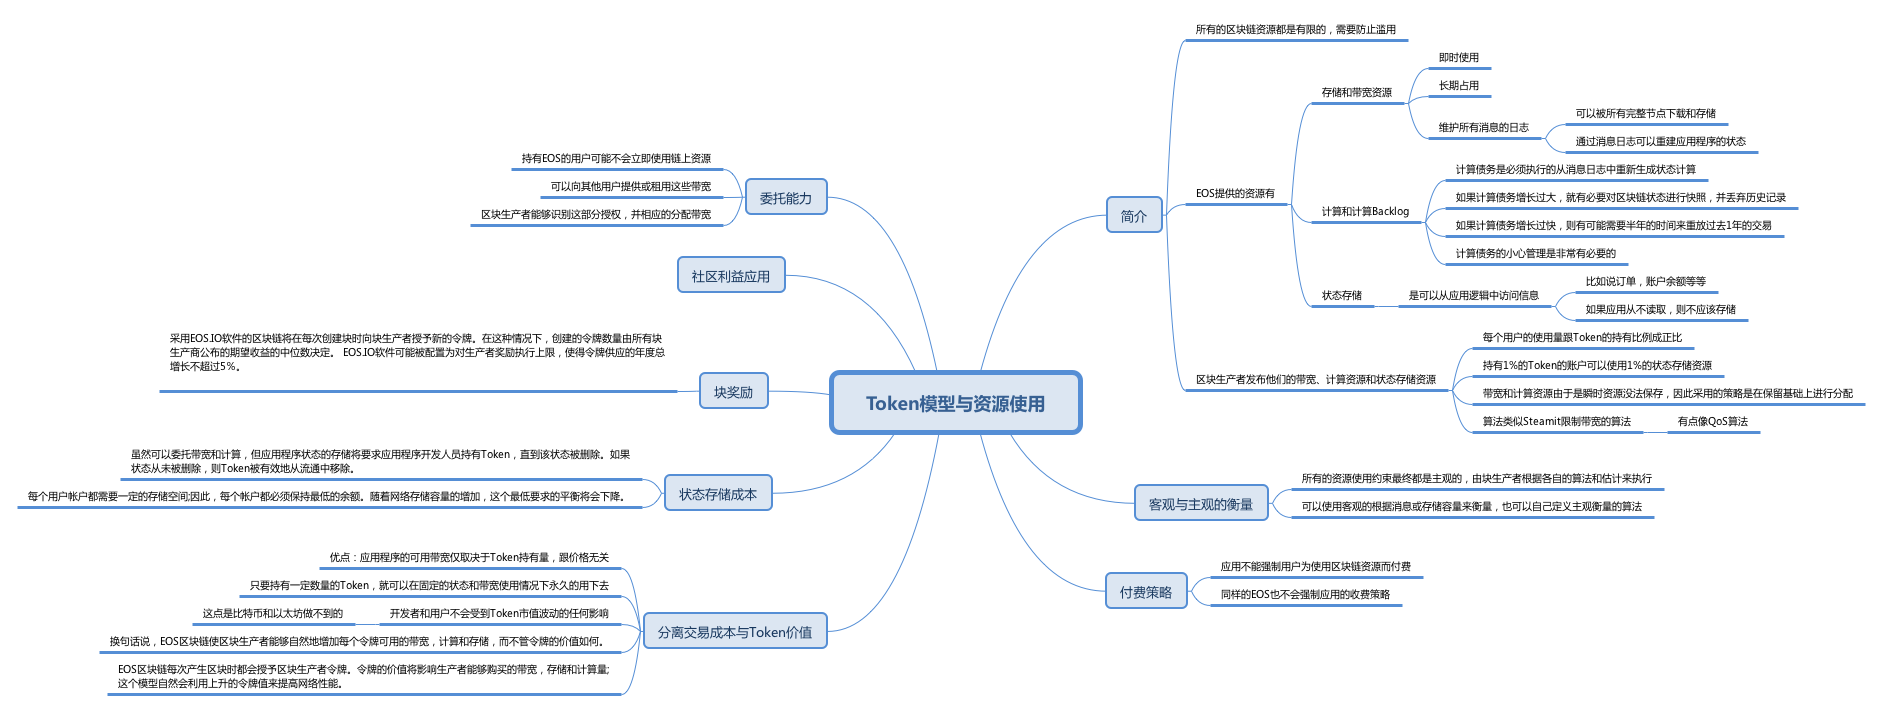 Token模型与资源使用
简介
所有的区块链资源都是有限的，需要防止滥用
EOS提供的资源有
存储和带宽资源
即时使用
长期占用
维护所有消息的日志
可以被所有完整节点下载和存储
通过消息日志可以重建应用程序的状态
计算和计算Backlog
计算债务是必须执行的从消息日志中重新生成状态计算
如果计算债务增长过大，就有必要对区块链状态进行快照，并丢弃历史记录
如果计算债务增长过快，则有可能需要半年的时间来重放过去1年的交易
计算债务的小心管理是非常有必要的
状态存储
是可以从应用逻辑中访问信息
比如说订单，账户余额等等
如果应用从不读取，则不应该存储
区块生产者发布他们的带宽、计算资源和状态存储资源
每个用户的使用量跟Token的持有比例成正比
持有1%的Token的账户可以使用1%的状态存储资源
带宽和计算资源由于是瞬时资源没法保存，因此采用的策略是在保留基础上进行分配
算法类似Steamit限制带宽的算法
有点像QoS算法
客观与主观的衡量
所有的资源使用约束最终都是主观的，由块生产者根据各自的算法和估计来执行
可以使用客观的根据消息或存储容量来衡量，也可以自己定义主观衡量的算法
付费策略
应用不能强制用户为使用区块链资源而付费
同样的EOS也不会强制应用的收费策略
委托能力
持有EOS的用户可能不会立即使用链上资源
可以向其他用户提供或租用这些带宽
区块生产者能够识别这部分授权，并相应的分配带宽
社区利益应用
块奖励
采用EOS.IO软件的区块链将在每次创建块时向块生产者授予新的令牌。在这种情况下，创建的令牌数量由所有块
生产商公布的期望收益的中位数决定。 EOS.IO软件可能被配置为对生产者奖励执行上限，使得令牌供应的年度总
增长不超过5%。
状态存储成本
虽然可以委托带宽和计算，但应用程序状态的存储将要求应用程序开发人员持有Token，直到该状态被删除。如果
状态从未被删除，则Token被有效地从流通中移除。
每个用户帐户都需要一定的存储空间;因此，每个帐户都必须保持最低的余额。随着网络存储容量的增加，这个最低要求的平衡将会下降。
分离交易成本与Token价值
优点：应用程序的可用带宽仅取决于Token持有量，跟价格无关
只要持有一定数量的Token，就可以在固定的状态和带宽使用情况下永久的用下去
开发者和用户不会受到Token市值波动的任何影响
这点是比特币和以太坊做不到的
换句话说，EOS区块链使区块生产者能够自然地增加每个令牌可用的带宽，计算和存储，而不管令牌的价值如何。
EOS区块链每次产生区块时都会授予区块生产者令牌。令牌的价值将影响生产者能够购买的带宽，存储和计算量;
这个模型自然会利用上升的令牌值来提高网络性能。